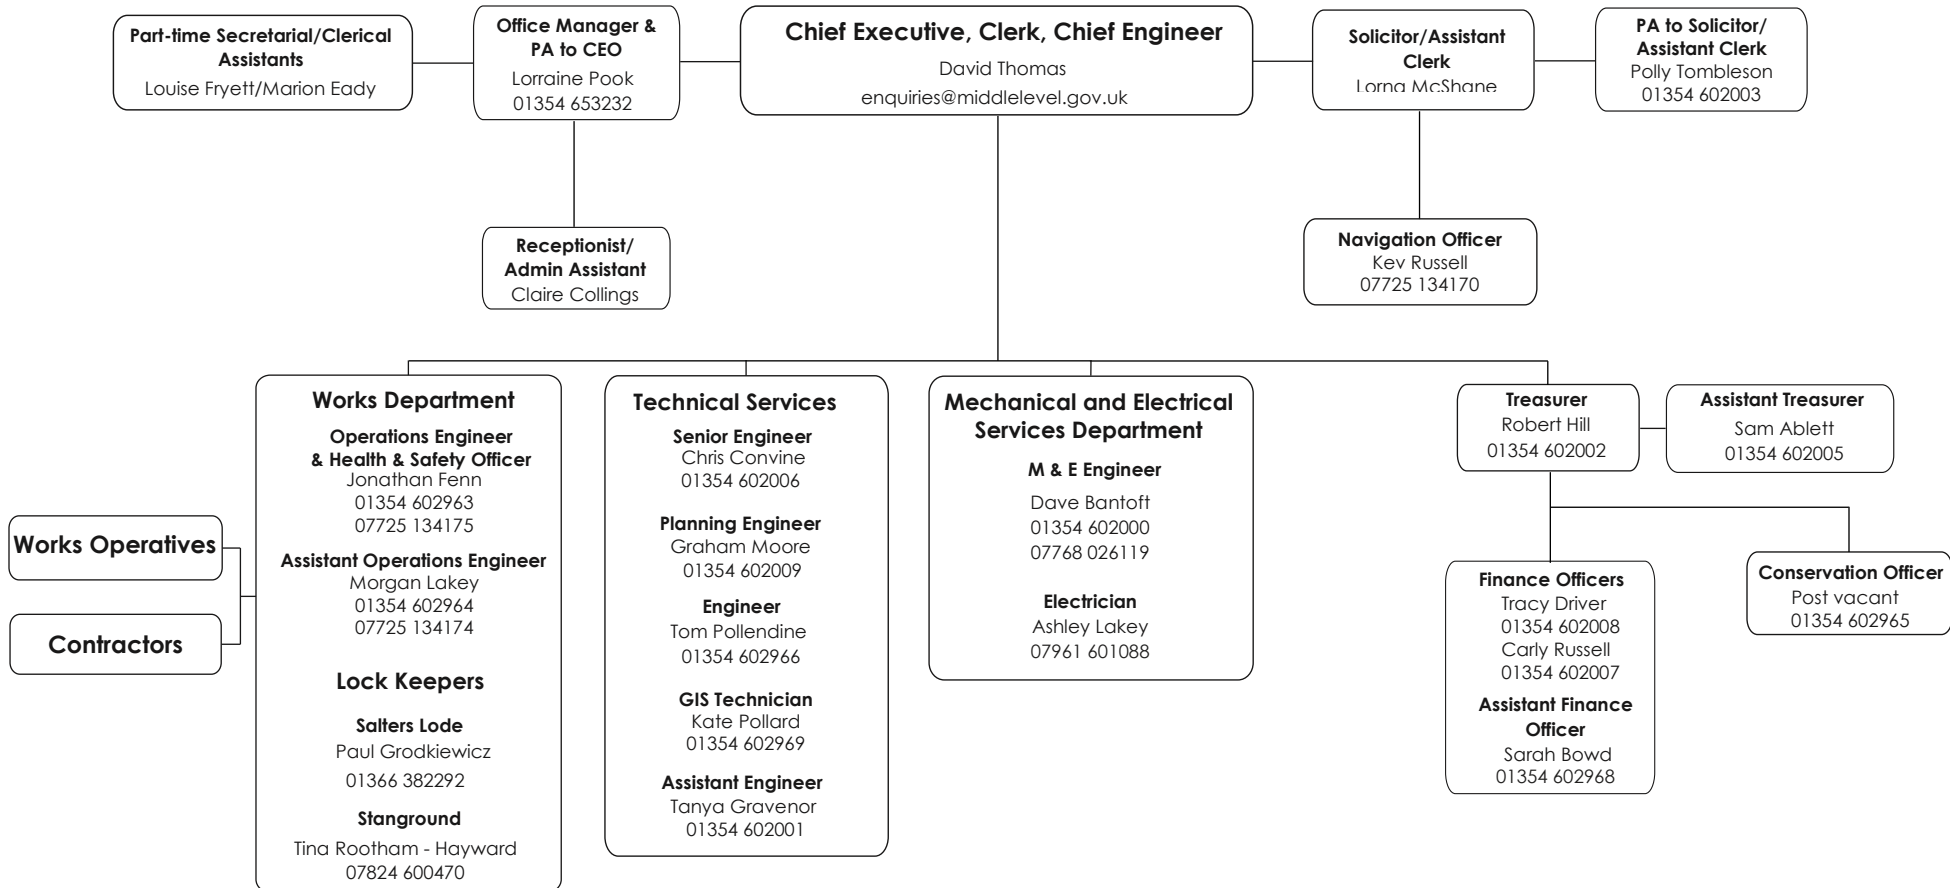 Part-time Secretarial/Clerical
Assistants
Louise Fryett/Marion Eady
Office Manager &
PA to CEO
Lorraine Pook
01354 653232
Chief Executive, Clerk, Chief Engineer
David Thomas
enquiries@middlelevel.gov.uk
Solicitor/Assistant
Clerk
Lorna McShane
PA to Solicitor/
Assistant Clerk
Polly Tombleson
01354 602003
Receptionist/
Admin Assistant
Claire Collings
Navigation Officer
Kev Russell
07725 134170
Works Operatives
Contractors
Works Department
Operations Engineer
& Health & Safety Officer
Jonathan Fenn
01354 602963
07725 134175
Assistant Operations Engineer
Morgan Lakey
01354 602964
07725 134174
Lock Keepers
Salters Lode
Paul Grodkiewicz
01366 382292
Stanground
Tina Rootham - Hayward
07824 600470
Technical Services
Senior Engineer
Chris Convine
01354 602006
Planning Engineer
Graham Moore
01354 602009
Engineer
Tom Pollendine
01354 602966
GIS Technician
Kate Pollard
01354 602969
Assistant Engineer
Tanya Gravenor
01354 602001
Mechanical and Electrical
Services Department
M & E Engineer
Dave Bantoft
01354 602000
07768 026119
Electrician
Ashley Lakey
07961 601088
Treasurer
Robert Hill
01354 602002
Assistant Treasurer
Sam Ablett
01354 602005
Finance Officers
Tracy Driver
01354 602008
Carly Russell
01354 602007
Assistant Finance
Officer
Sarah Bowd
01354 602968
Conservation Officer
Post vacant
01354 602965